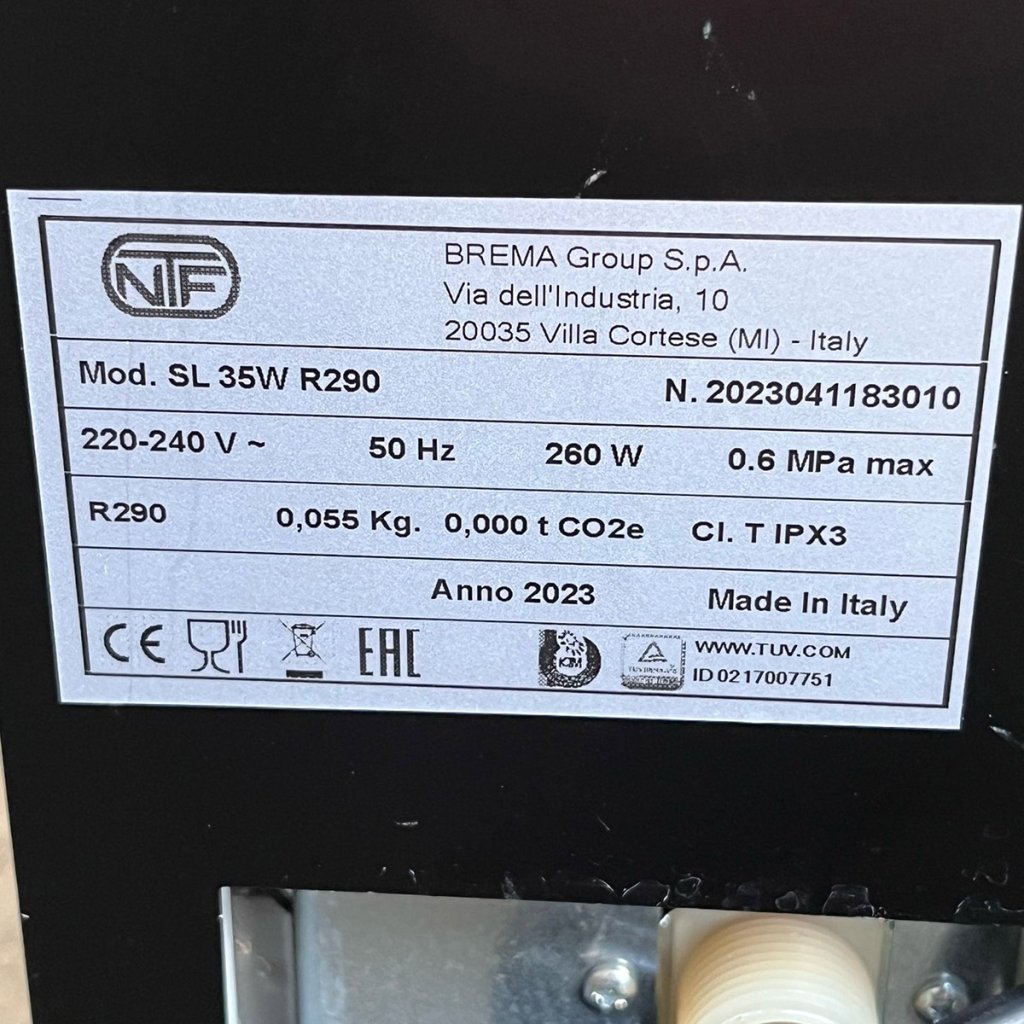 NTF
BREMA Group S.p.A.
Via dell'Industria, 10
20035 Villa Cortese (MI) - Italy
Mod. SL 35W R290 N. 2023041183010
220-240 V ~ 50 Hz 260 W 0.6 MPa max
R290 0,055 Kg. 0,000 t CO2e Cl. T IPX3
Anno 2023 Made In Italy
CE EAC
WWW.TUV.COM
ID 0217007751